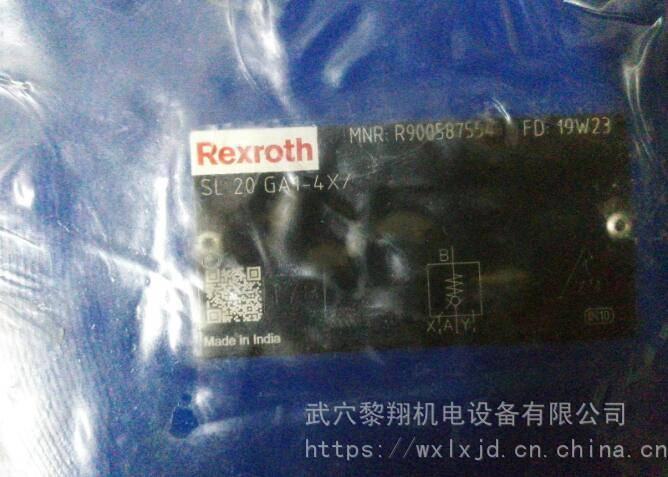 MNR: R900587554 FD: 19W23
Rexroth
SL 20 GA1-4X/
B
X A Y
Made in India
IN10
武穴黎翔机电设备有限公司
https://wxlxjd.cn.china.cn